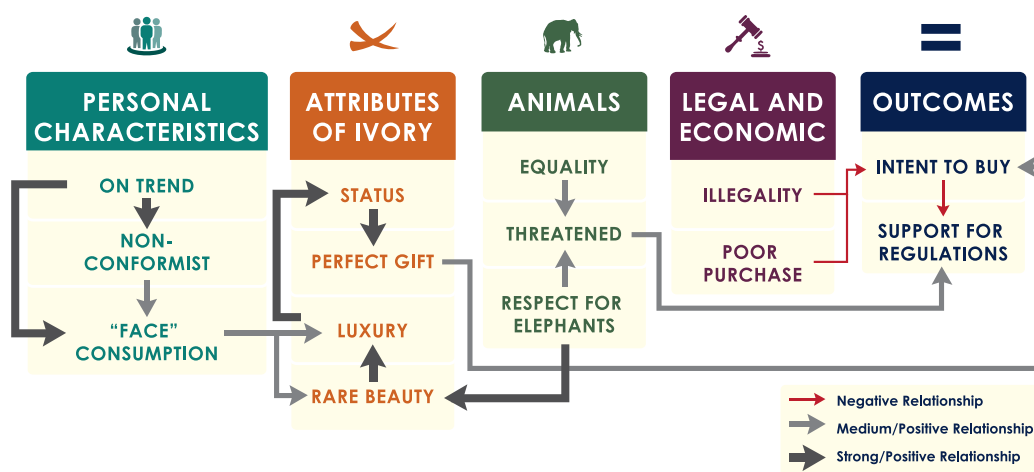 $
PERSONAL
CHARACTERISTICS
ON TREND
NON-
CONFORMIST
“FACE”
CONSUMPTION
ATTRIBUTES
OF IVORY
STATUS
PERFECT GIFT
LUXURY
RARE BEAUTY
ANIMALS
EQUALITY
THREATENED
RESPECT FOR
ELEPHANTS
LEGAL AND
ECONOMIC
ILLEGALITY
POOR
PURCHASE
OUTCOMES
INTENT TO BUY
SUPPORT FOR
REGULATIONS
Negative Relationship
Medium/Positive Relationship
Strong/Positive Relationship